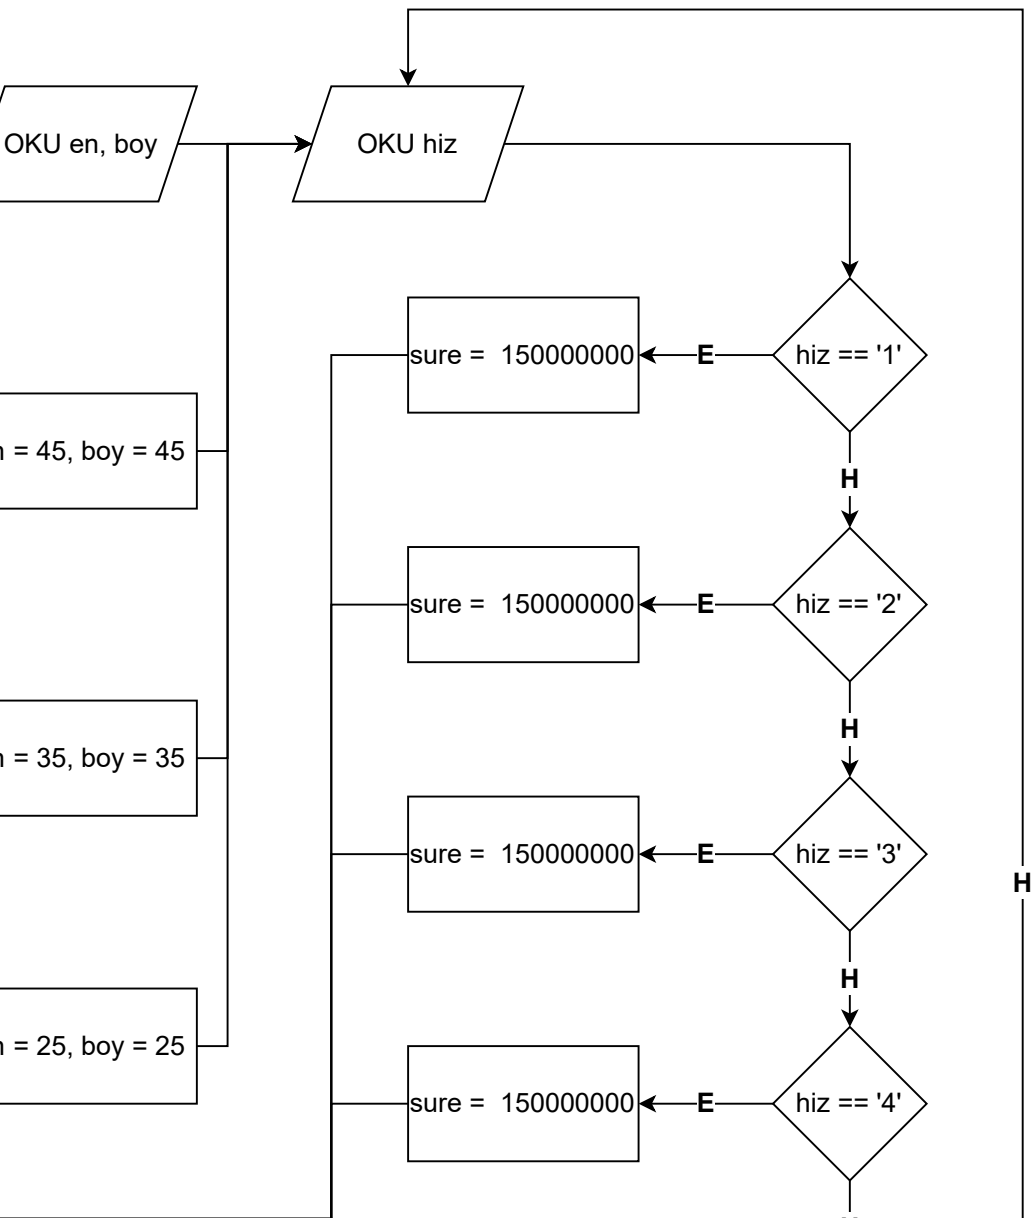 OKU en, boy
OKU hiz
sure =  150000000
E
hiz == '1'
= 45, boy = 45
H
sure =  150000000
E
hiz == '2'
H
= 35, boy = 35
sure =  150000000
E
hiz == '3'
H
H
= 25, boy = 25
sure =  150000000
E
hiz == '4'